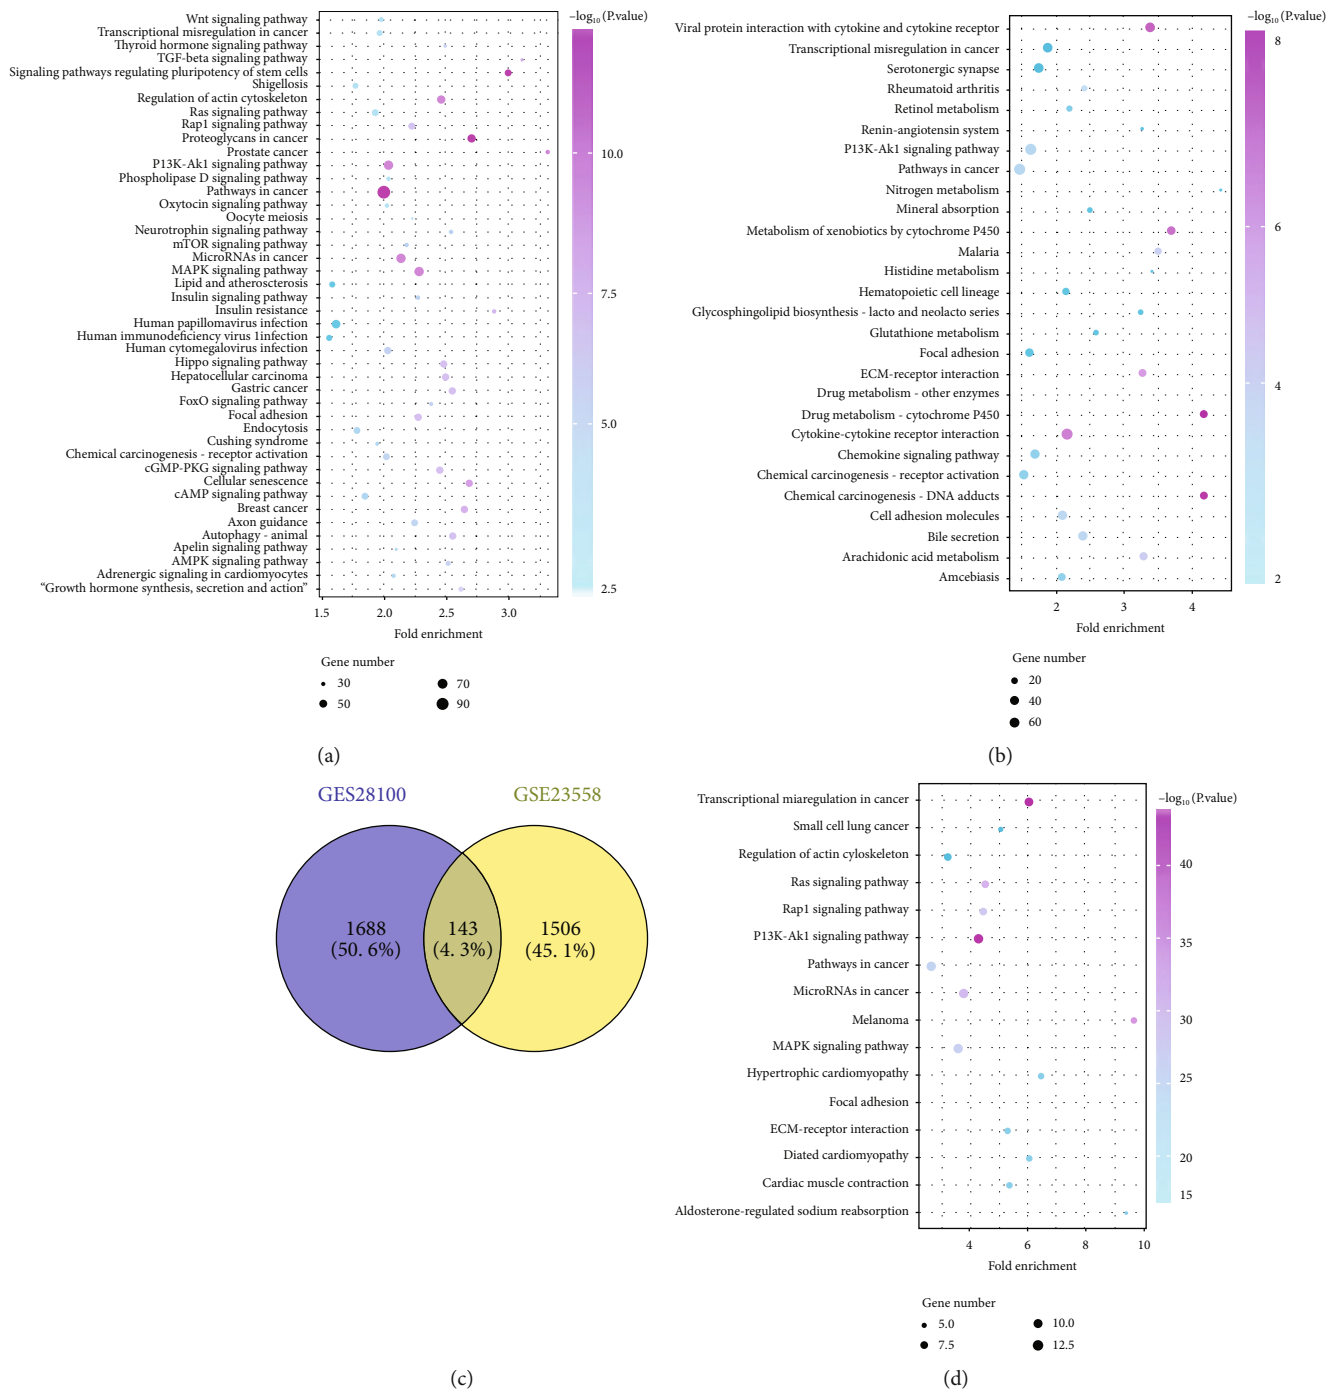 −log₁₀ (P.value)
Wnt signaling pathway
Transcriptional misregulation in cancer
Thyroid hormone signaling pathway
TGF-beta signaling pathway
Signaling pathways regulating pluripotency of stem cells
Shigellosis
Regulation of actin cytoskeleton
Ras signaling pathway
Rap1 signaling pathway
Proteoglycans in cancer
Prostate cancer
P13K-Ak1 signaling pathway
Phospholipase D signaling pathway
Pathways in cancer
Oxytocin signaling pathway
Oocyte meiosis
Neurotrophin signaling pathway
mTOR signaling pathway
MicroRNAs in cancer
MAPK signaling pathway
Lipid and atherosclerosis
Insulin signaling pathway
Insulin resistance
Human papillomavirus infection
Human immunodeficiency virus 1infection
Human cytomegalovirus infection
Hippo signaling pathway
Hepatocellular carcinoma
Gastric cancer
FoxO signaling pathway
Focal adhesion
Endocytosis
Cushing syndrome
Chemical carcinogenesis - receptor activation
cGMP-PKG signaling pathway
Cellular senescence
cAMP signaling pathway
Breast cancer
Axon guidance
Autophagy - animal
Apelin signaling pathway
AMPK signaling pathway
Adrenergic signaling in cardiomyocytes
“Growth hormone synthesis, secretion and action”
10.0
7.5
5.0
2.5
1.5 2.0 2.5 3.0
Fold enrichment
Gene number
30 70
50 90
(a)
−log₁₀ (P.value)
Viral protein interaction with cytokine and cytokine receptor
Transcriptional misregulation in cancer
Serotonergic synapse
Rheumatoid arthritis
Retinol metabolism
Renin-angiotensin system
P13K-Ak1 signaling pathway
Pathways in cancer
Nitrogen metabolism
Mineral absorption
Metabolism of xenobiotics by cytochrome P450
Malaria
Histidine metabolism
Hematopoietic cell lineage
Glycosphingolipid biosynthesis - lacto and neolacto series
Glutathione metabolism
Focal adhesion
ECM-receptor interaction
Drug metabolism - other enzymes
Drug metabolism - cytochrome P450
Cytokine-cytokine receptor interaction
Chemokine signaling pathway
Chemical carcinogenesis - receptor activation
Chemical carcinogenesis - DNA adducts
Cell adhesion molecules
Bile secretion
Arachidonic acid metabolism
Amcebiasis
8
6
4
2
2 3 4
Fold enrichment
Gene number
20
40
60
(b)
GES28100 GSE23558
1688 143 1506
(50. 6%) (4. 3%) (45. 1%)
(c)
−log₁₀ (P.value)
Transcriptional miaregulation in cancer
Small cell lung cancer
Regulation of actin cyloskeleton
Ras signaling pathway
Rap1 signaling pathway
P13K-Ak1 signaling pathway
Pathways in cancer
MicroRNAs in cancer
Melanoma
MAPK signaling pathway
Hypertrophic cardiomyopathy
Focal adhesion
ECM-receptor interaction
Diated cardiomyopathy
Cardiac muscle contraction
Aldosterone-regulated sodium reabsorption
40
35
30
25
20
15
4 6 8 10
Fold enrichment
Gene number
5.0 10.0
7.5 12.5
(d)